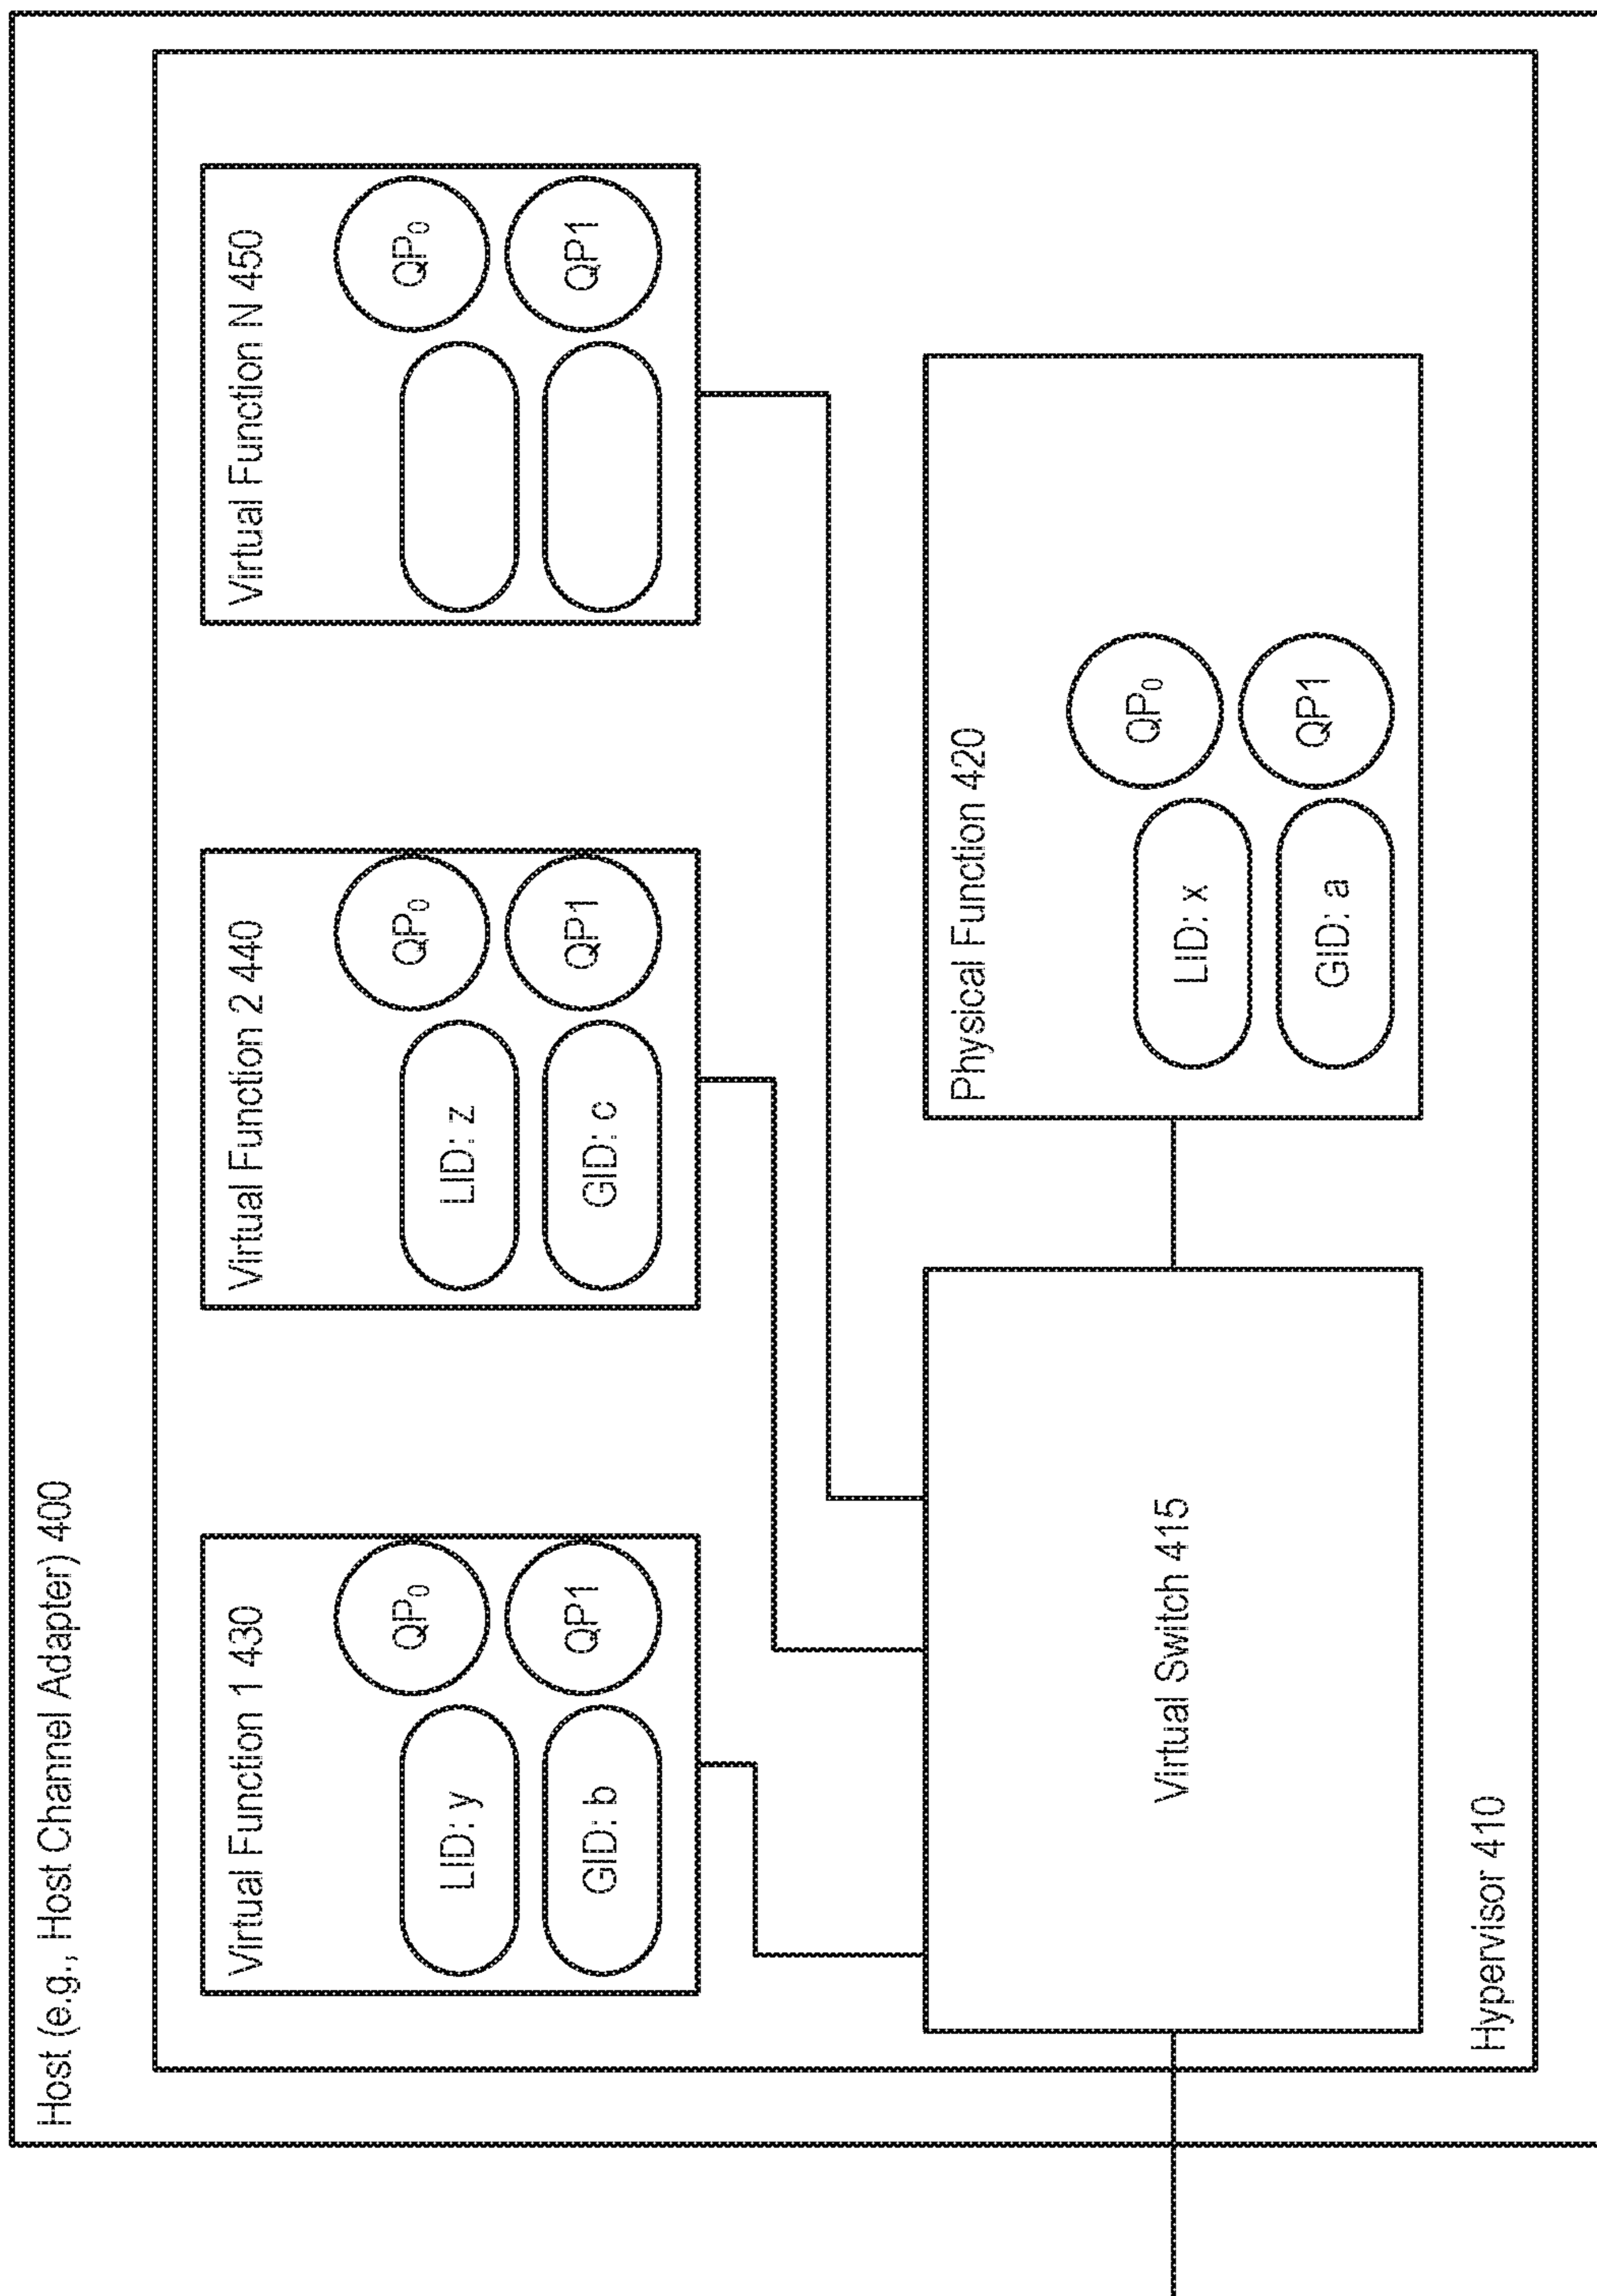 Host (e.g., Host Channel Adapter) 400
Virtual Function 1 430
QP0
LID: y
QP1
GID: b
Virtual Function 2 440
QP0
LID: z
QP1
GID: c
Virtual Function N 450
QP0
QP1
Virtual Switch 415
Physical Function 420
QP0
LID: x
QP1
GID: a
Hypervisor 410